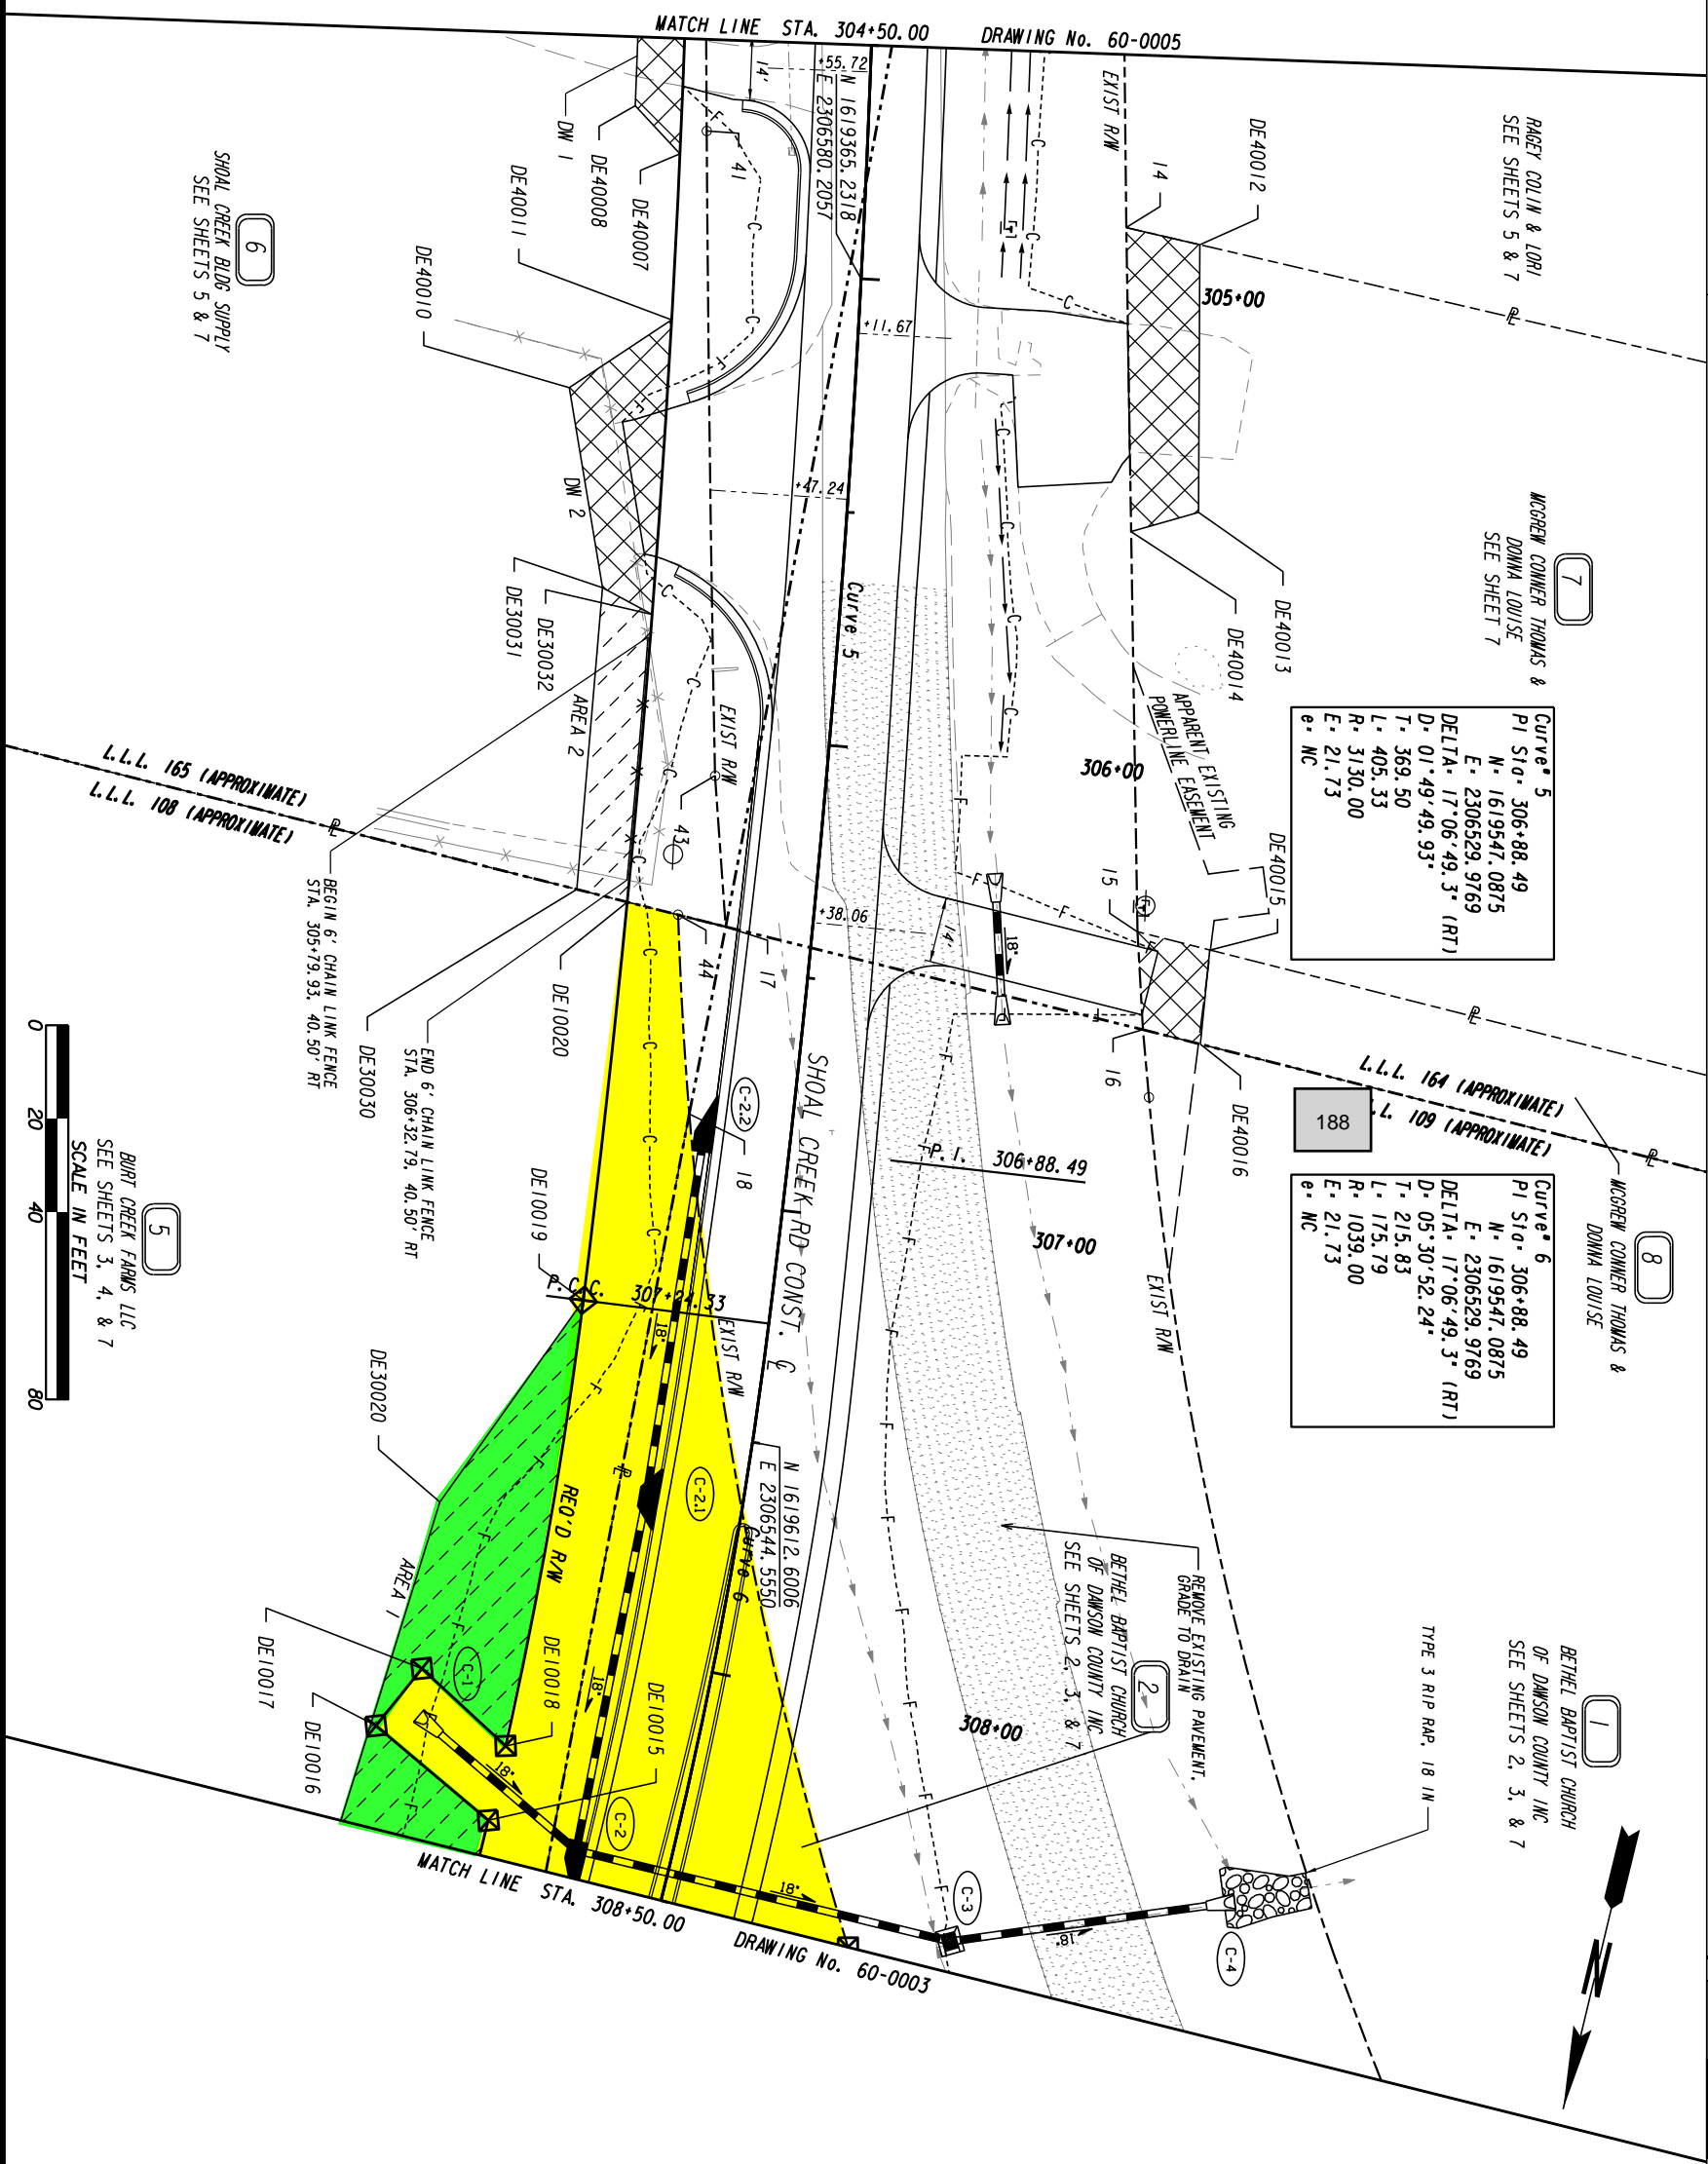 MATCH LINE STA. 304+50.00 DRAWING No. 60-0005
RAGEY COLIN & LORI
SEE SHEETS 5 & 7
DE40012
14
EXIST R/W
305+00
14'
+55.72
N 1619365.2318
E 2306580.2057
+11.67
+47.24
41
DW 1
DE40008
DE40007
DE40011
DE40010
6
SHOAL CREEK BLDG SUPPLY
SEE SHEETS 5 & 7
DW 2
DE30032
DE30031
AREA 2
Curve 5
7
MCGREW CONNER THOMAS &
DONNA LOUISE
SEE SHEET 7
DE40013
DE40014
APPARENT EXISTING
POWERLINE EASEMENT
306+00
DE40015
15
Curve# 5
PI Sta= 306+88.49
N= 1619547.0875
E= 2306529.9769
DELTA= 17°06'49.3" (RT)
D= 01°49'49.93"
T= 369.50
L= 405.33
R= 3130.00
E= 21.73
e= NC
EXIST R/W
43
+38.06
14'
18"
17
44
16
DE40016
L.L.L. 165 (APPROXIMATE)
L.L.L. 108 (APPROXIMATE)
L.L.L. 164 (APPROXIMATE)
L. 109 (APPROXIMATE)
188
BEGIN 6' CHAIN LINK FENCE
STA. 305+79.93, 40.50' RT
END 6' CHAIN LINK FENCE
STA. 306+32.79, 40.50' RT
DE10020
DE30030
DE10019
C-2.2
18
SHOAL CREEK RD CONST. CL
P.I. 306+88.49
307+00
EXIST R/W
8
MCGREW CONNER THOMAS &
DONNA LOUISE
Curve# 6
PI Sta= 306+88.49
N= 1619547.0875
E= 2306529.9769
DELTA= 17°06'49.3" (RT)
D= 05°30'52.24"
T= 215.83
L= 175.79
R= 1039.00
E= 21.73
e= NC
0 20 40 80
SCALE IN FEET
5
BURT CREEK FARMS LLC
SEE SHEETS 3, 4, & 7
P.C.C. 307+24.33
18"
EXIST R/W
DE30020
REQ'D R/W
AREA 1
C-2.1
N 1619612.6006
E 2306544.5550
Curve 6
REMOVE EXISTING PAVEMENT,
GRADE TO DRAIN
2
BETHEL BAPTIST CHURCH
OF DAWSON COUNTY INC
SEE SHEETS 2, 3, & 7
308+00
1
BETHEL BAPTIST CHURCH
OF DAWSON COUNTY INC
SEE SHEETS 2, 3, & 7
TYPE 3 RIP RAP, 18 IN
DE10017
DE10016
C-1
DE10018
DE10015
18"
18"
C-2
18"
C-3
18"
C-4
N
MATCH LINE STA. 308+50.00 DRAWING No. 60-0003